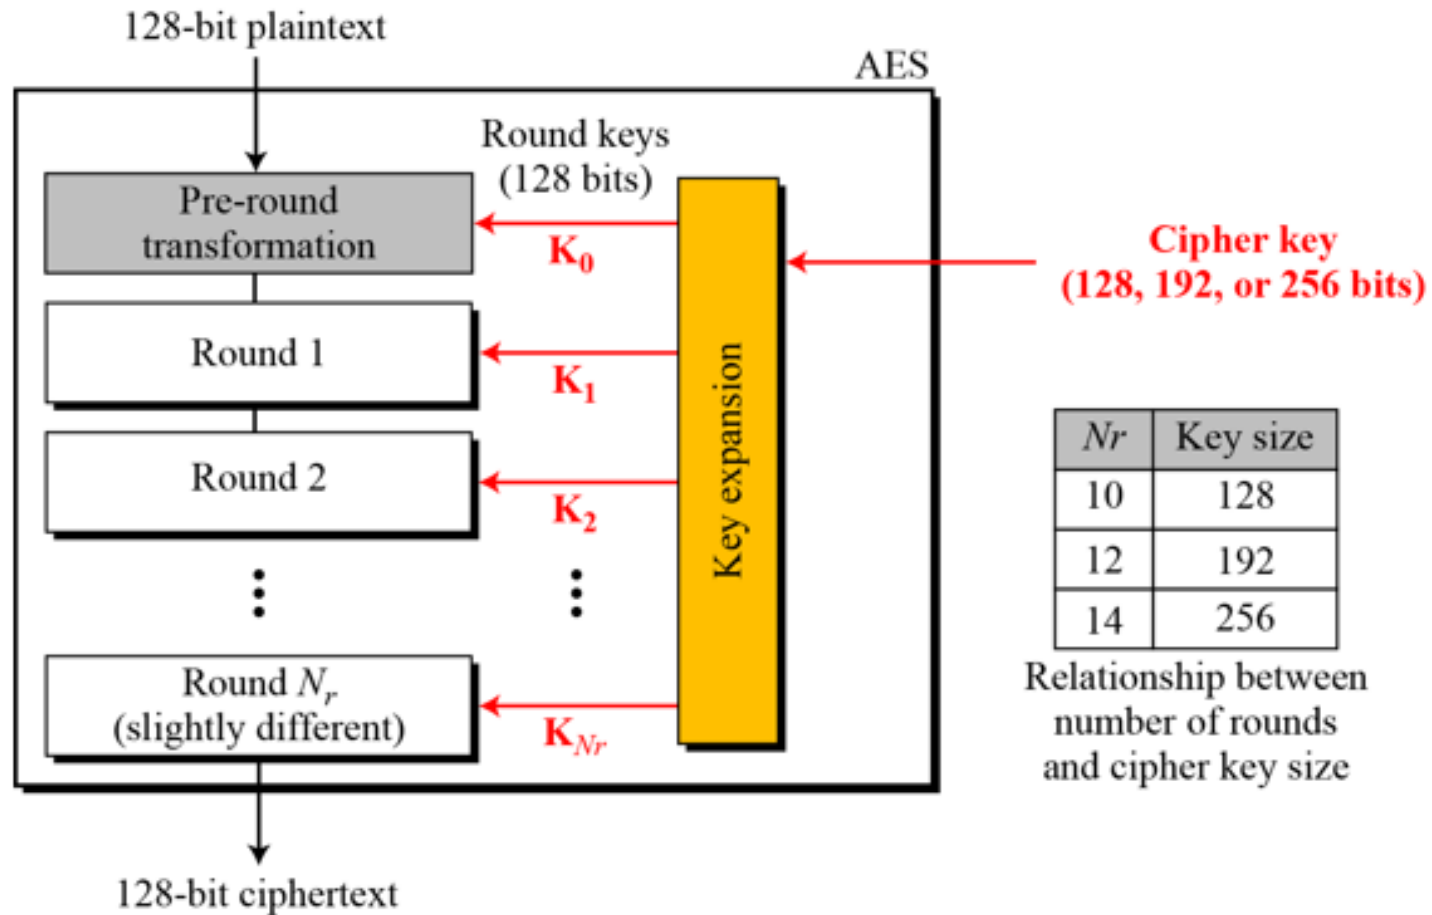 128-bit plaintext
AES
Round keys
(128 bits)
Pre-round
transformation
K0
Cipher key
(128, 192, or 256 bits)
Round 1
K1
Round 2
K2
Key expansion
Round Nr
(slightly different)
KNr
128-bit ciphertext
Nr Key size
10 128
12 192
14 256
Relationship between
number of rounds
and cipher key size